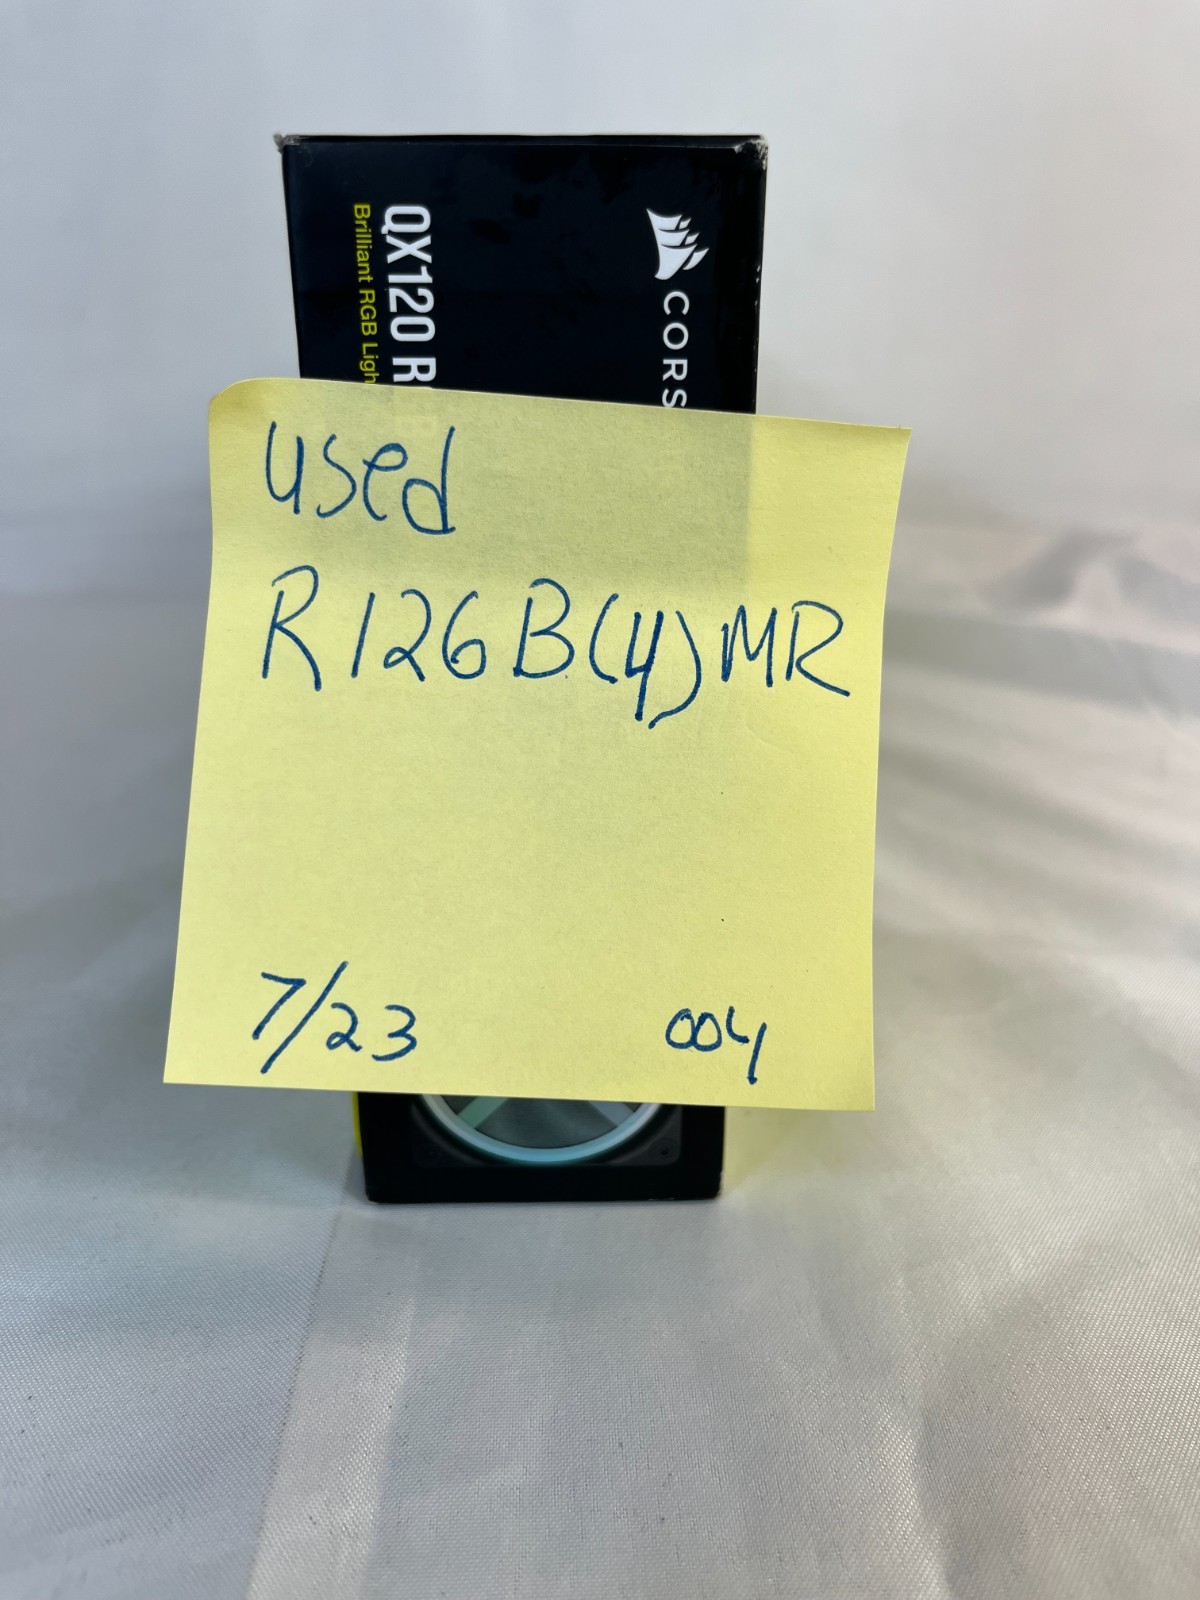 CORS
QX120 R
Brilliant RGB Ligh
used
R126B(4)MR
7/23 004